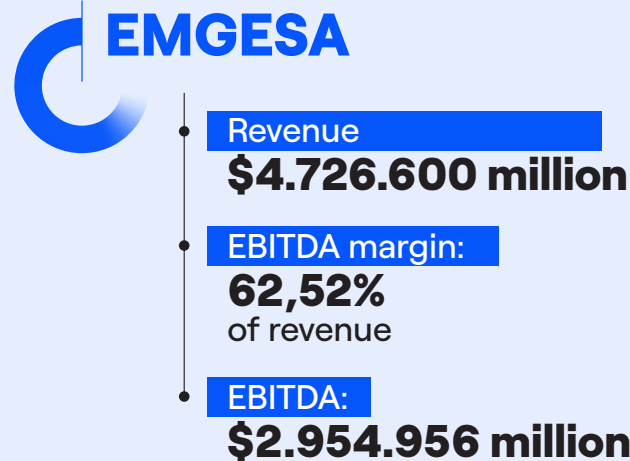 EMGESA
Revenue
$4.726.600 million
EBITDA margin:
62,52%
of revenue
EBITDA:
$2.954.956 million